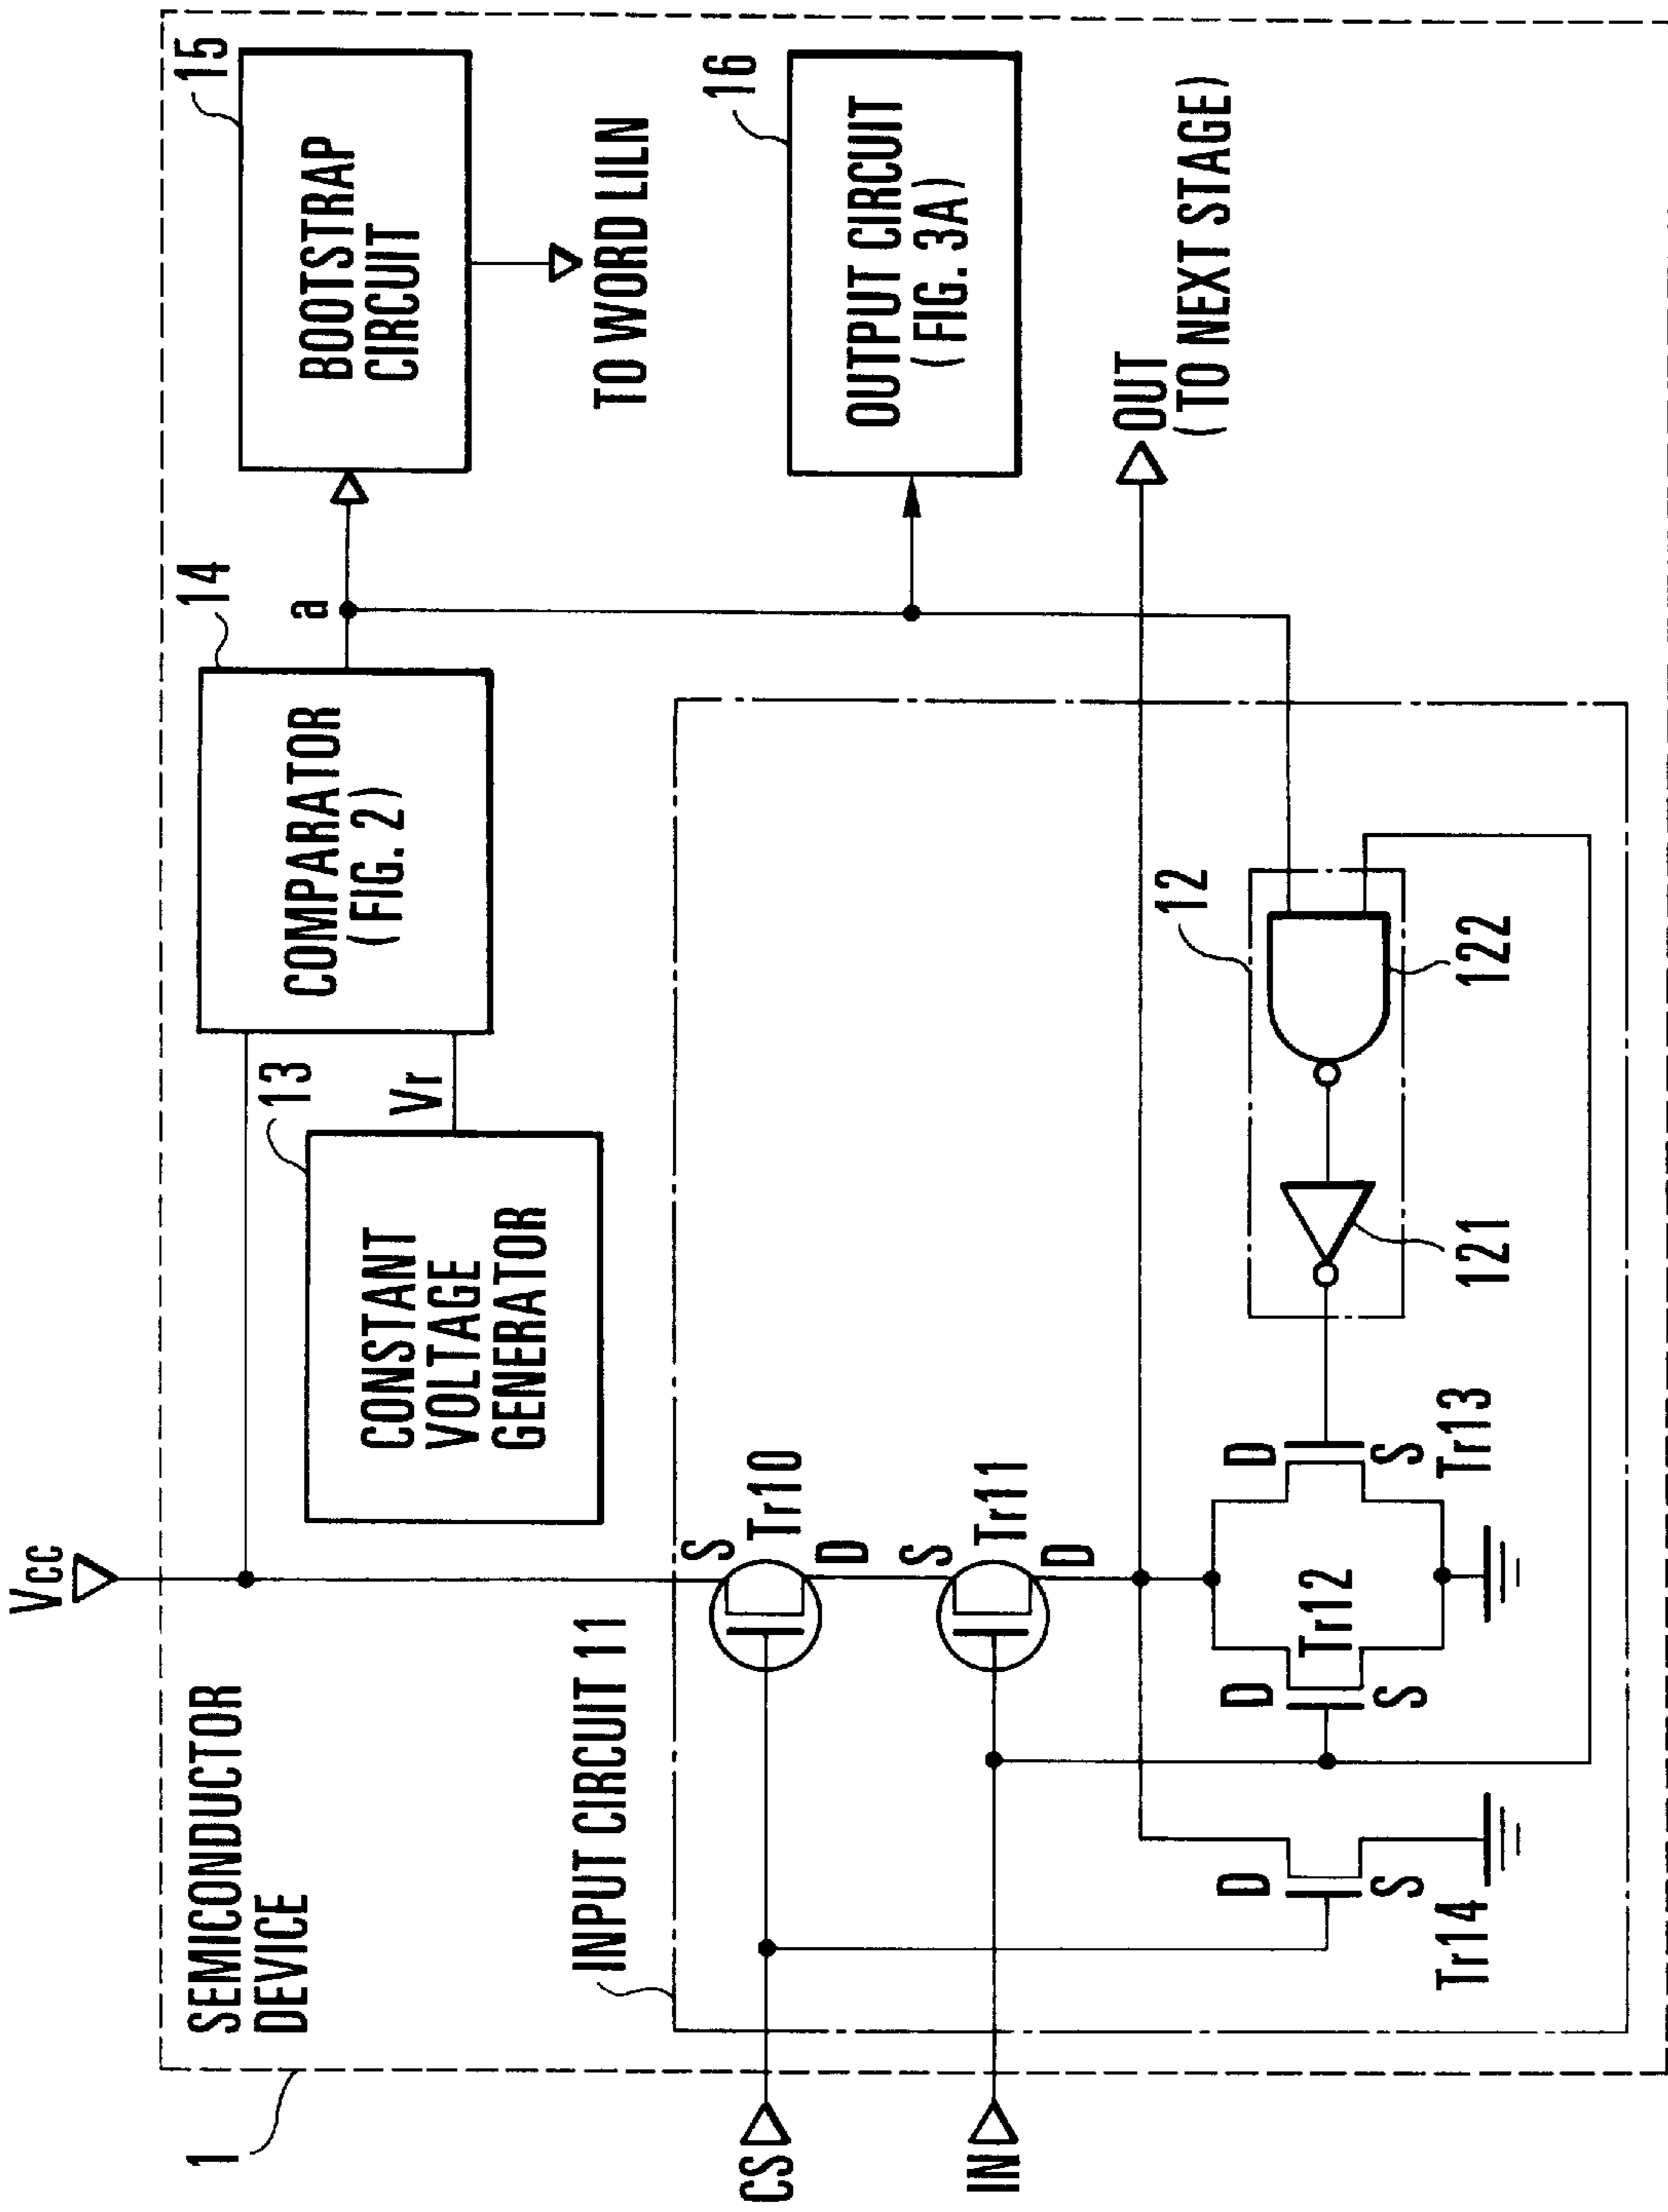 1
SEMICONDUCTOR
DEVICE
Vcc
CONSTANT
VOLTAGE
GENERATOR
13
Vr
COMPARATOR
(FIG. 2)
14
a
BOOTSTRAP
CIRCUIT
15
TO WORD LILN
OUTPUT CIRCUIT
(FIG. 3A)
16
OUT
(TO NEXT STAGE)
INPUT CIRCUIT 11
CS
IN
S
Tr10
D
S
Tr11
D
D
S
Tr14
D
Tr12
S
D
S
Tr13
12
121
122